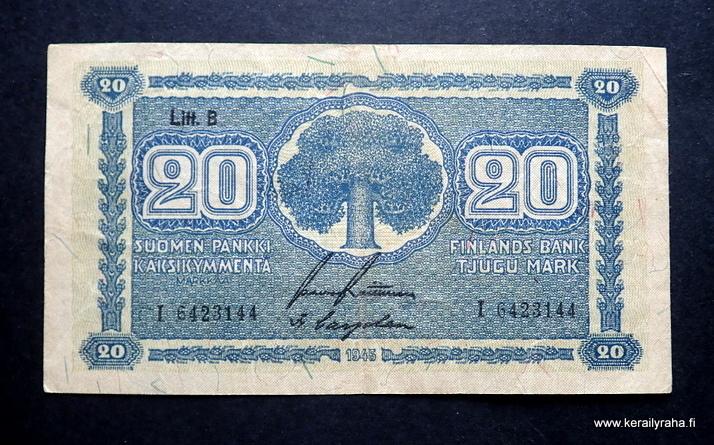 20 20
Litt. B
20 20
SUOMEN PANKKI FINLANDS BANK
KAKSIKYMMENTÄ TJUGU MARK
MARKKAA
I 6423144 I 6423144
20 1945 20
www.kerailyraha.fi